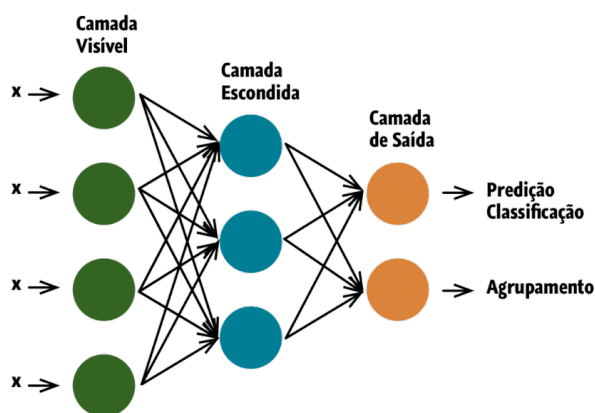 Camada
Visível
Camada
Escondida
Camada
de Saída
x
x
x
x
Predição
Classificação
Agrupamento